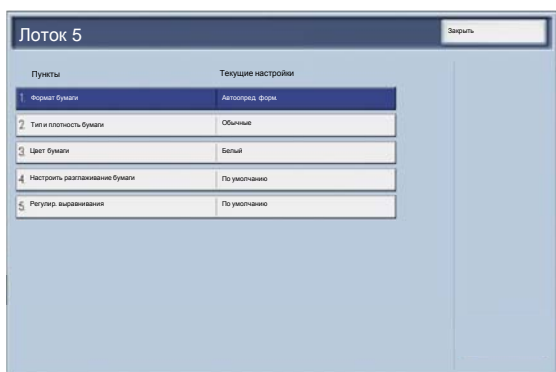 Лоток 5
Закрыть
Пункты Текущие настройки
1. Формат бумаги Автоопред. форм.
2. Тип и плотность бумаги Обычные
3. Цвет бумаги Белый
4. Настроить разглаживание бумаги По умолчанию
5. Регулир. выравнивания По умолчанию